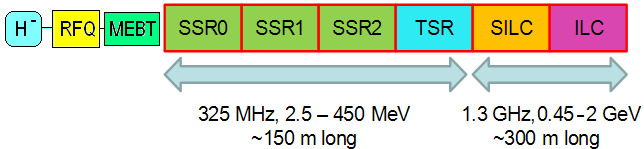 H⁻ RFQ MEBT SSR0 SSR1 SSR2 TSR SILC ILC
325 MHz, 2.5 – 450 MeV 1.3 GHz, 0.45 - 2 GeV
~150 m long ~300 m long